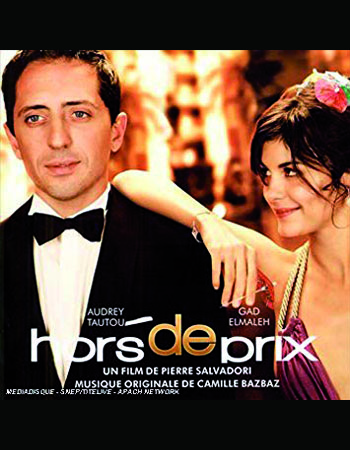 AUDREY TAUTOU
GAD ELMALEH
hors de prix
UN FILM DE PIERRE SALVADORI
MUSIQUE ORIGINALE DE CAMILLE BAZBAZ
MEDIADISQUE - SNEP/TITELIVE - APACH NETWORK